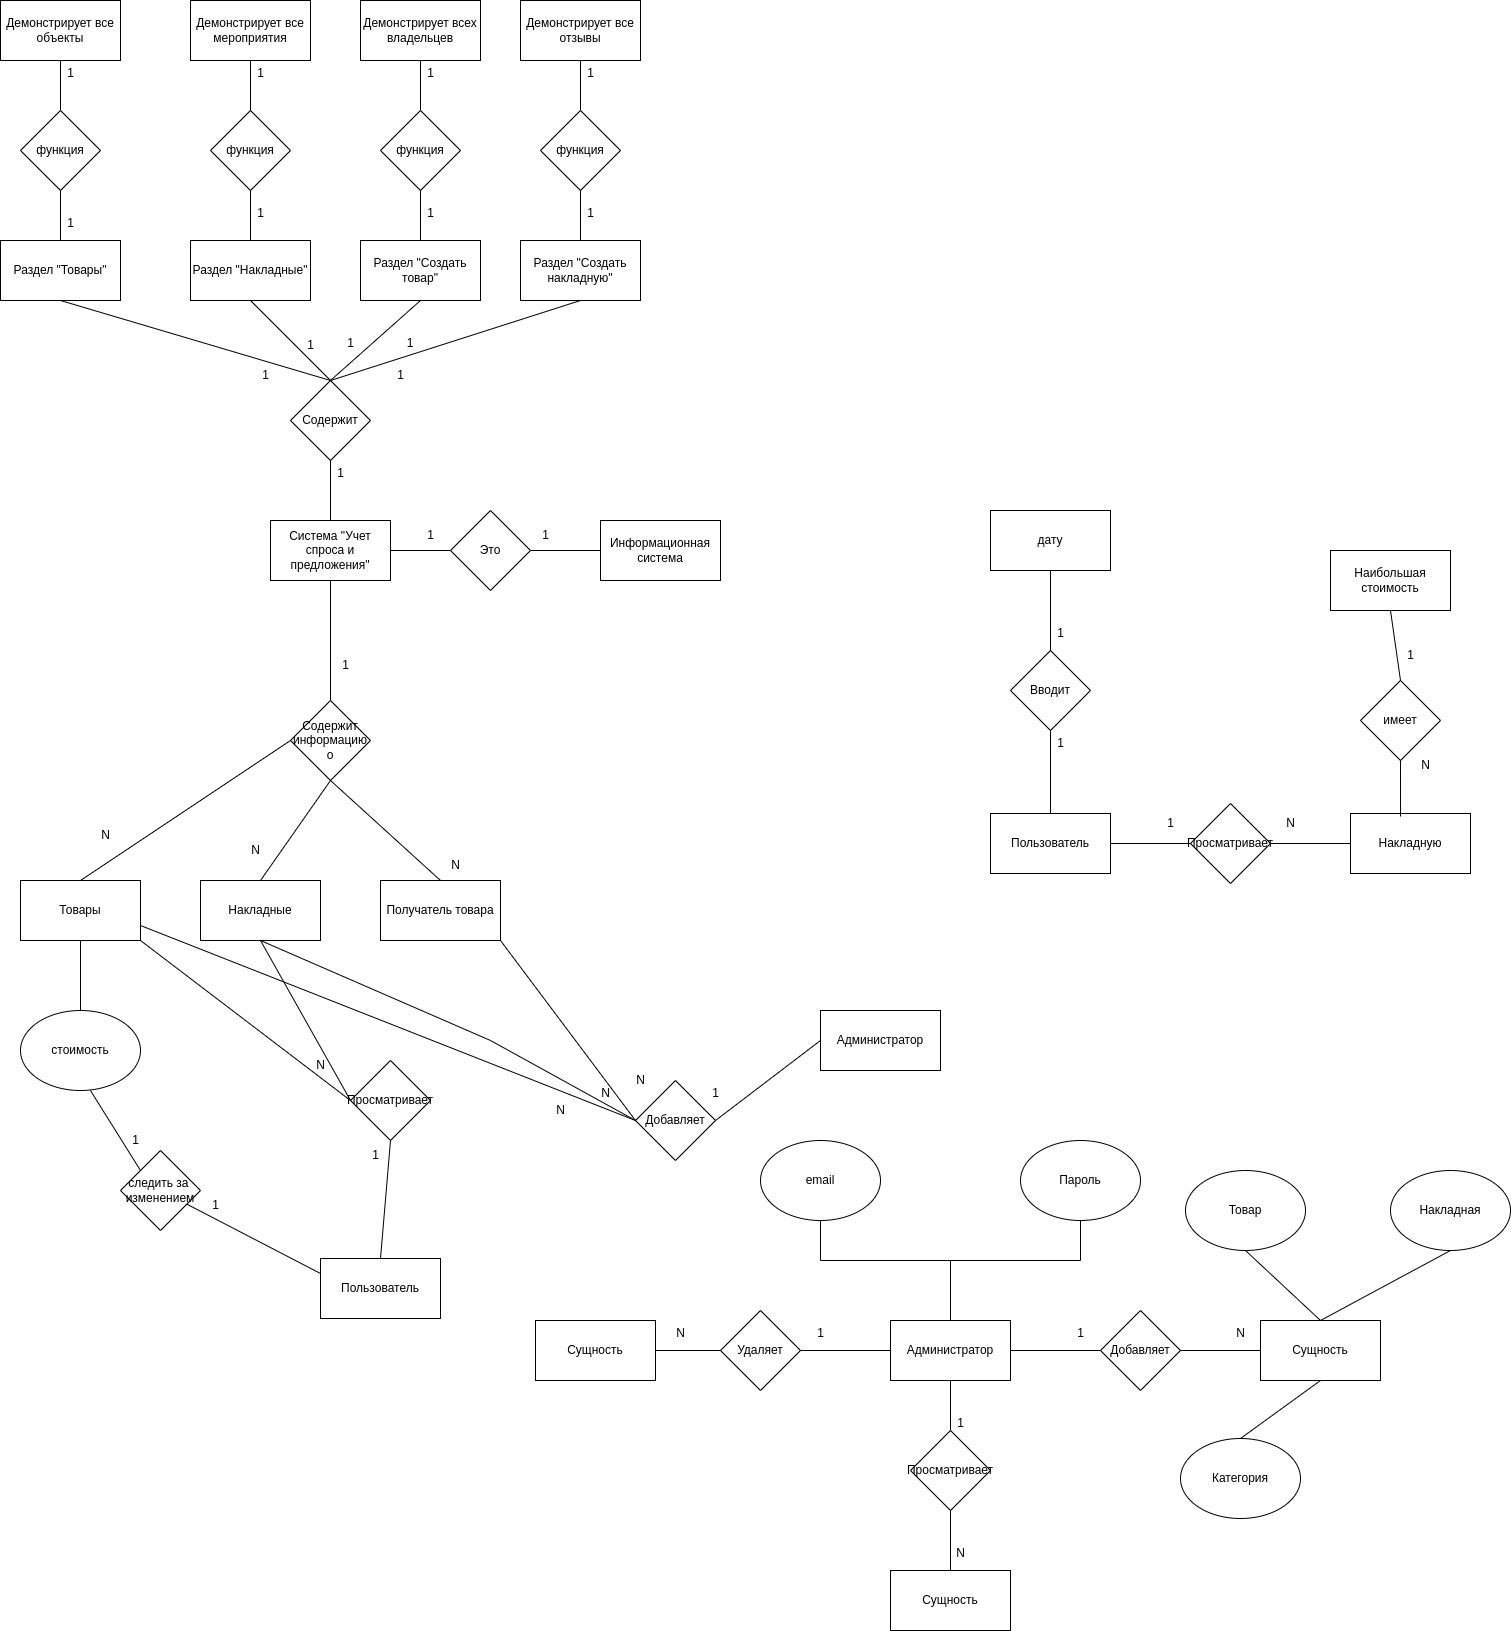 Демонстрирует все
объекты
Демонстрирует все
мероприятия
Демонстрирует всех
владельцев
Демонстрирует все
отзывы
1
1
1
1
функция
функция
функция
функция
1
1
1
1
Раздел "Товары"
Раздел "Накладные"
Раздел "Создать
товар"
Раздел "Создать
накладную"
1
1
1
1
1
Содержит
1
Система "Учет
спроса и
предложения"
1
Это
1
Информационная
система
1
Содержит
информацию
о
N
N
N
Товары
Накладные
Получатель товара
стоимость
N
Просматривает
1
1
следить за
изменением
1
Пользователь
N
N
N
Добавляет
1
Администратор
дату
1
Вводит
1
Пользователь
1
Просматривает
N
Накладную
Наибольшая
стоимость
1
имеет
N
email
Пароль
Товар
Накладная
Сущность
N
Удаляет
1
Администратор
1
Добавляет
N
Сущность
1
Просматривает
N
Сущность
Категория